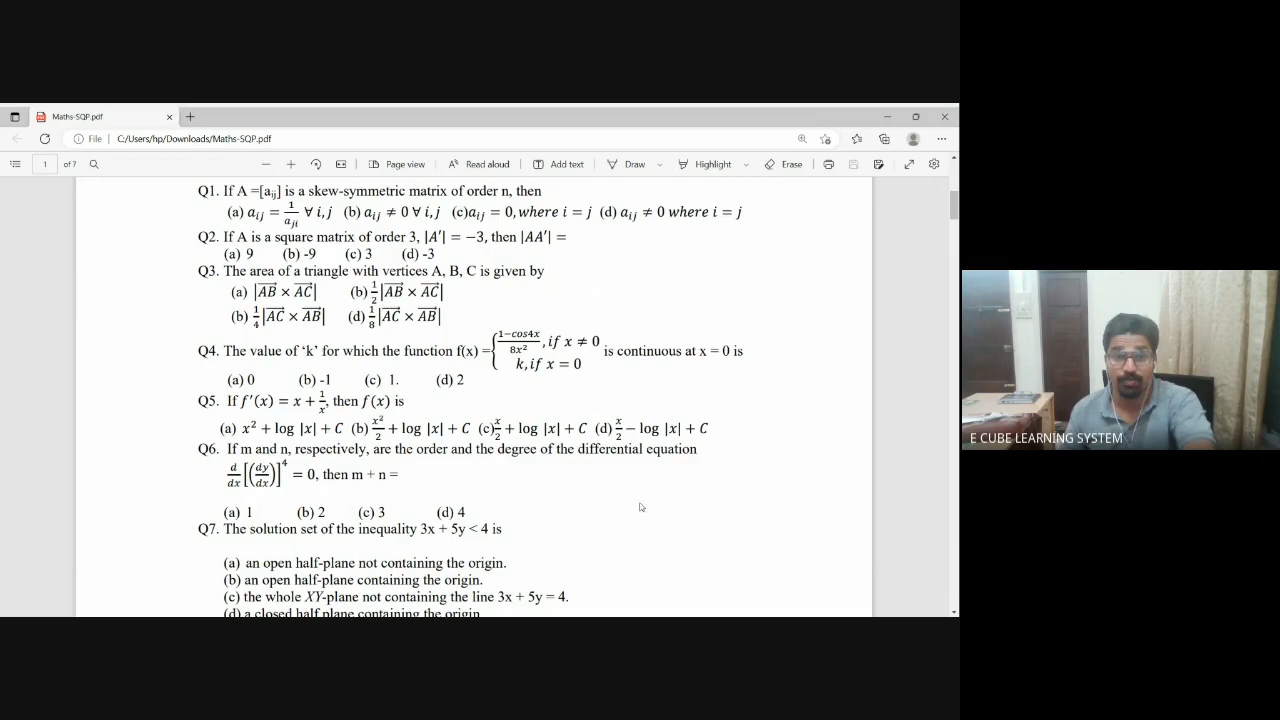 Maths-SQP.pdf
File C:/Users/hp/Downloads/Maths-SQP.pdf
1 of 7 Page view Read aloud Add text Draw Highlight Erase
Q1. If A =[aᵢⱼ] is a skew-symmetric matrix of order n, then
(a) aᵢⱼ = 1/aⱼᵢ ∀ i, j (b) aᵢⱼ ≠ 0 ∀ i, j (c)aᵢⱼ = 0, where i = j (d) aᵢⱼ ≠ 0 where i = j
Q2. If A is a square matrix of order 3, |A'| = −3, then |AA'| =
(a) 9 (b) -9 (c) 3 (d) -3
Q3. The area of a triangle with vertices A, B, C is given by
(a) |AB⃗ × AC⃗| (b) 1/2 |AB⃗ × AC⃗|
(b) 1/4 |AC⃗ × AB⃗| (d) 1/8 |AC⃗ × AB⃗|
Q4. The value of ‘k’ for which the function f(x) = { (1−cos4x)/(8x²), if x ≠ 0
k, if x = 0 is continuous at x = 0 is
(a) 0 (b) -1 (c) 1. (d) 2
Q5. If f'(x) = x + 1/x, then f(x) is
(a) x² + log |x| + C (b) x²/2 + log |x| + C (c) x/2 + log |x| + C (d) x/2 − log |x| + C
Q6. If m and n, respectively, are the order and the degree of the differential equation
d/dx [(dy/dx)]⁴ = 0, then m + n =
(a) 1 (b) 2 (c) 3 (d) 4
Q7. The solution set of the inequality 3x + 5y < 4 is
(a) an open half-plane not containing the origin.
(b) an open half-plane containing the origin.
(c) the whole XY-plane not containing the line 3x + 5y = 4.
(d) a closed half plane containing the origin.
E CUBE LEARNING SYSTEM